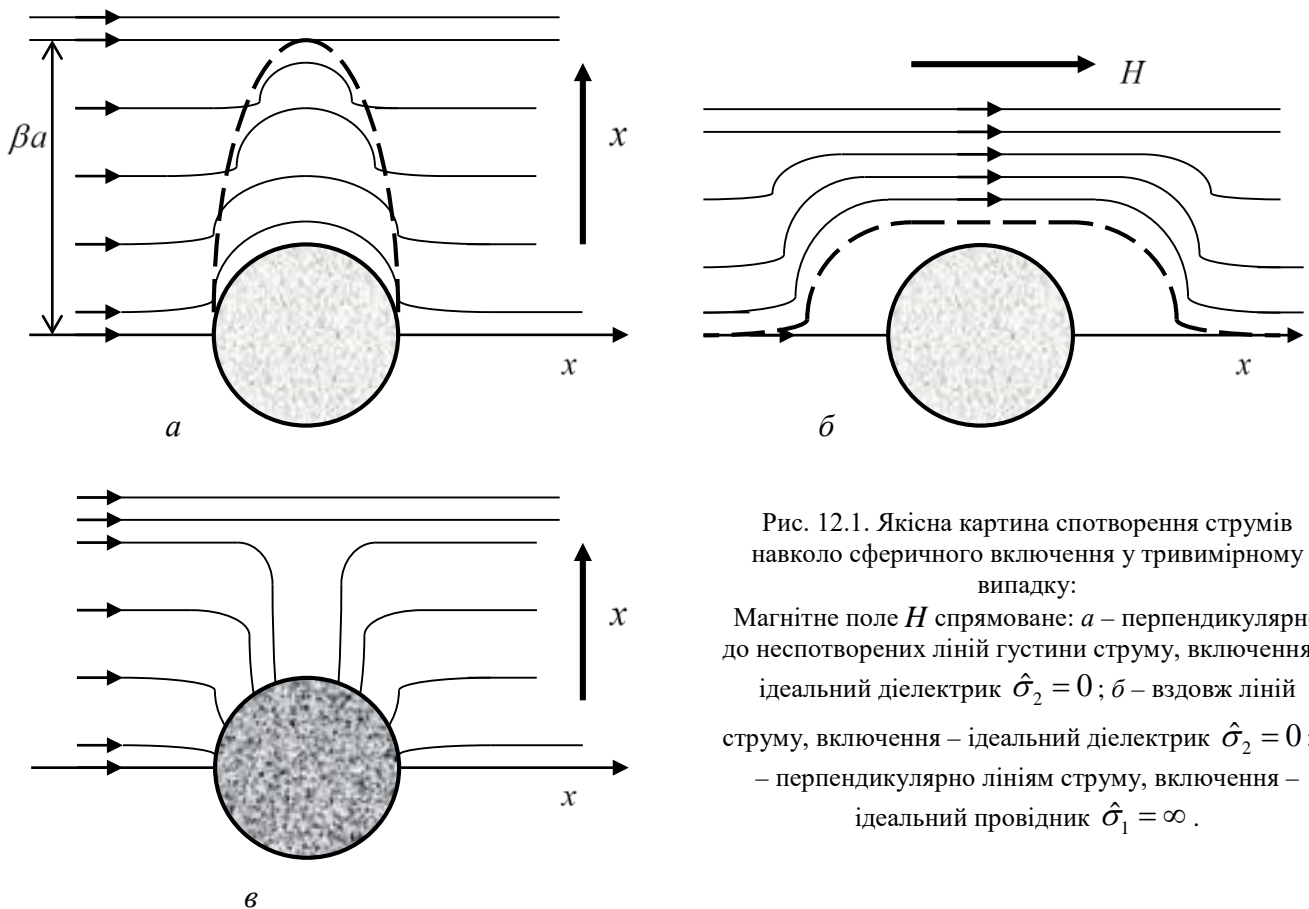 H
βa
x
x
x
а
б
x
x
в
Рис. 12.1. Якісна картина спотворення струмів
навколо сферичного включення у тривимірному
випадку:
Магнітне поле H спрямоване: а – перпендикулярн
до неспотворених ліній густини струму, включення
ідеальний діелектрик σ̂₂ = 0 ; б – вздовж ліній
струму, включення – ідеальний діелектрик σ̂₂ = 0
– перпендикулярно лініям струму, включення –
ідеальний провідник σ̂₁ = ∞ .